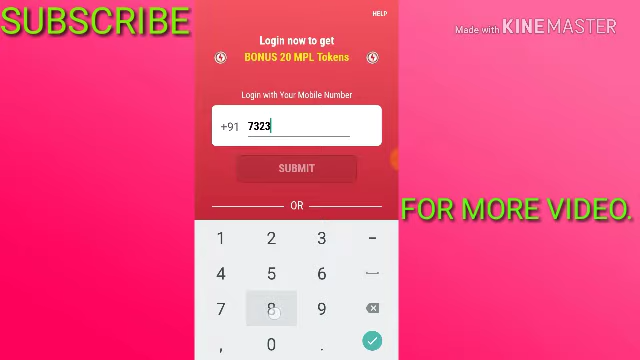 SUBSCRIBE
HELP
Made with KINEMASTER
Login now to get
BONUS 20 MPL Tokens
Login with Your Mobile Number
+91 7323
SUBMIT
OR
FOR MORE VIDEO.
1 2 3 -
4 5 6
7 8 9
, 0 .